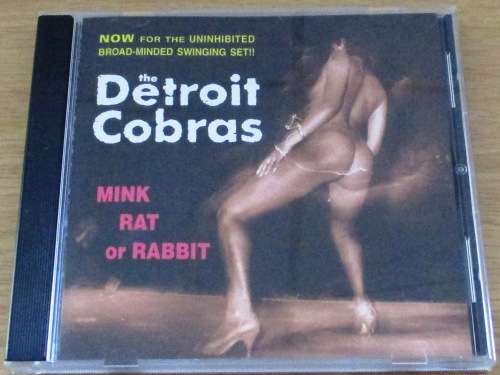 NOW FOR THE UNINHIBITED
BROAD-MINDED SWINGING SET!!
the
Detroit
Cobras
MINK
RAT
or RABBIT